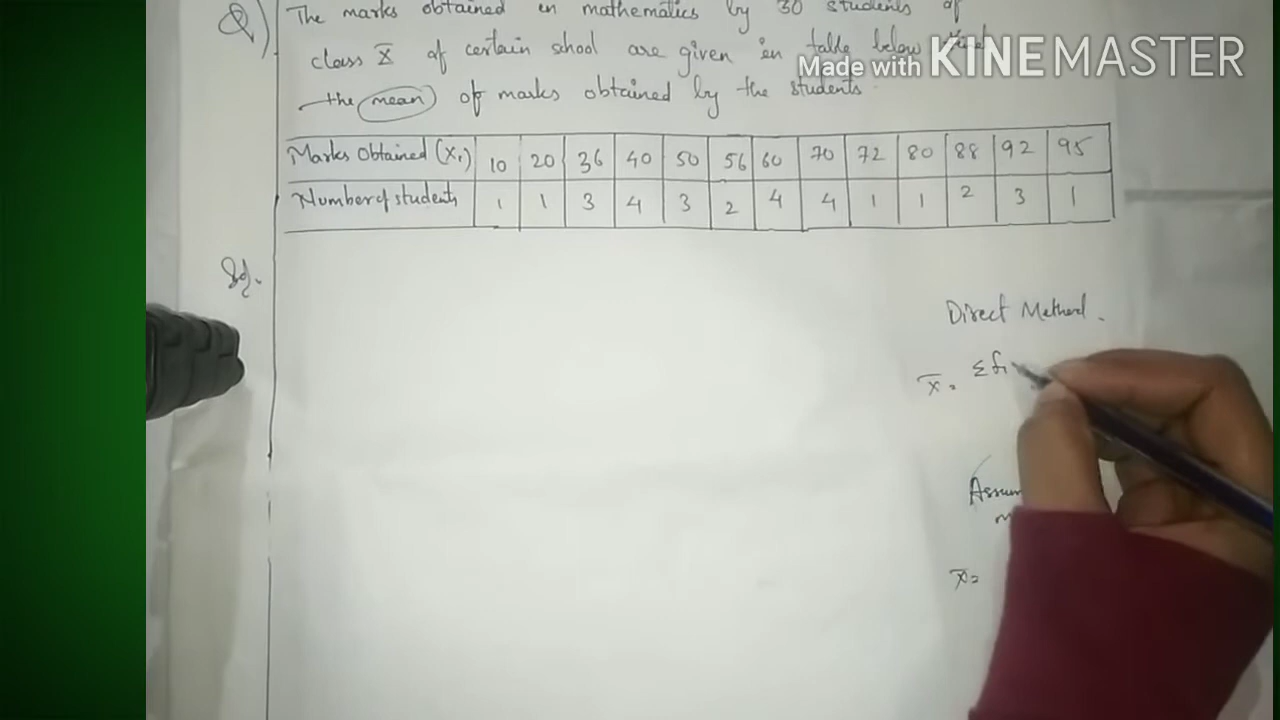 Q) The marks obtained in mathematics by 30 students of
class X of certain school are given in table below
the mean of marks obtained by the students
Made with KINEMASTER
Marks Obtained (Xi) 10 20 36 40 50 56 60 70 72 80 88 92 95
Number of students 1 1 3 4 3 2 4 4 1 1 2 3 1
Sol.
Direct Method.
x̄ = Σfi
Assum
x̄ =